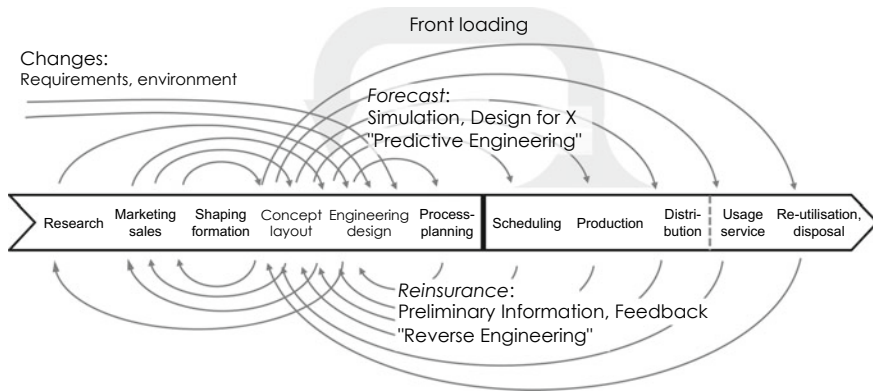 Front loading
Changes:
Requirements, environment
Forecast:
Simulation, Design for X
"Predictive Engineering"
Research
Marketing
sales
Shaping
formation
Concept
layout
Engineering
design
Process-
planning
Scheduling
Production
Distri-
bution
Usage
service
Re-utilisation,
disposal
Reinsurance:
Preliminary Information, Feedback
"Reverse Engineering"